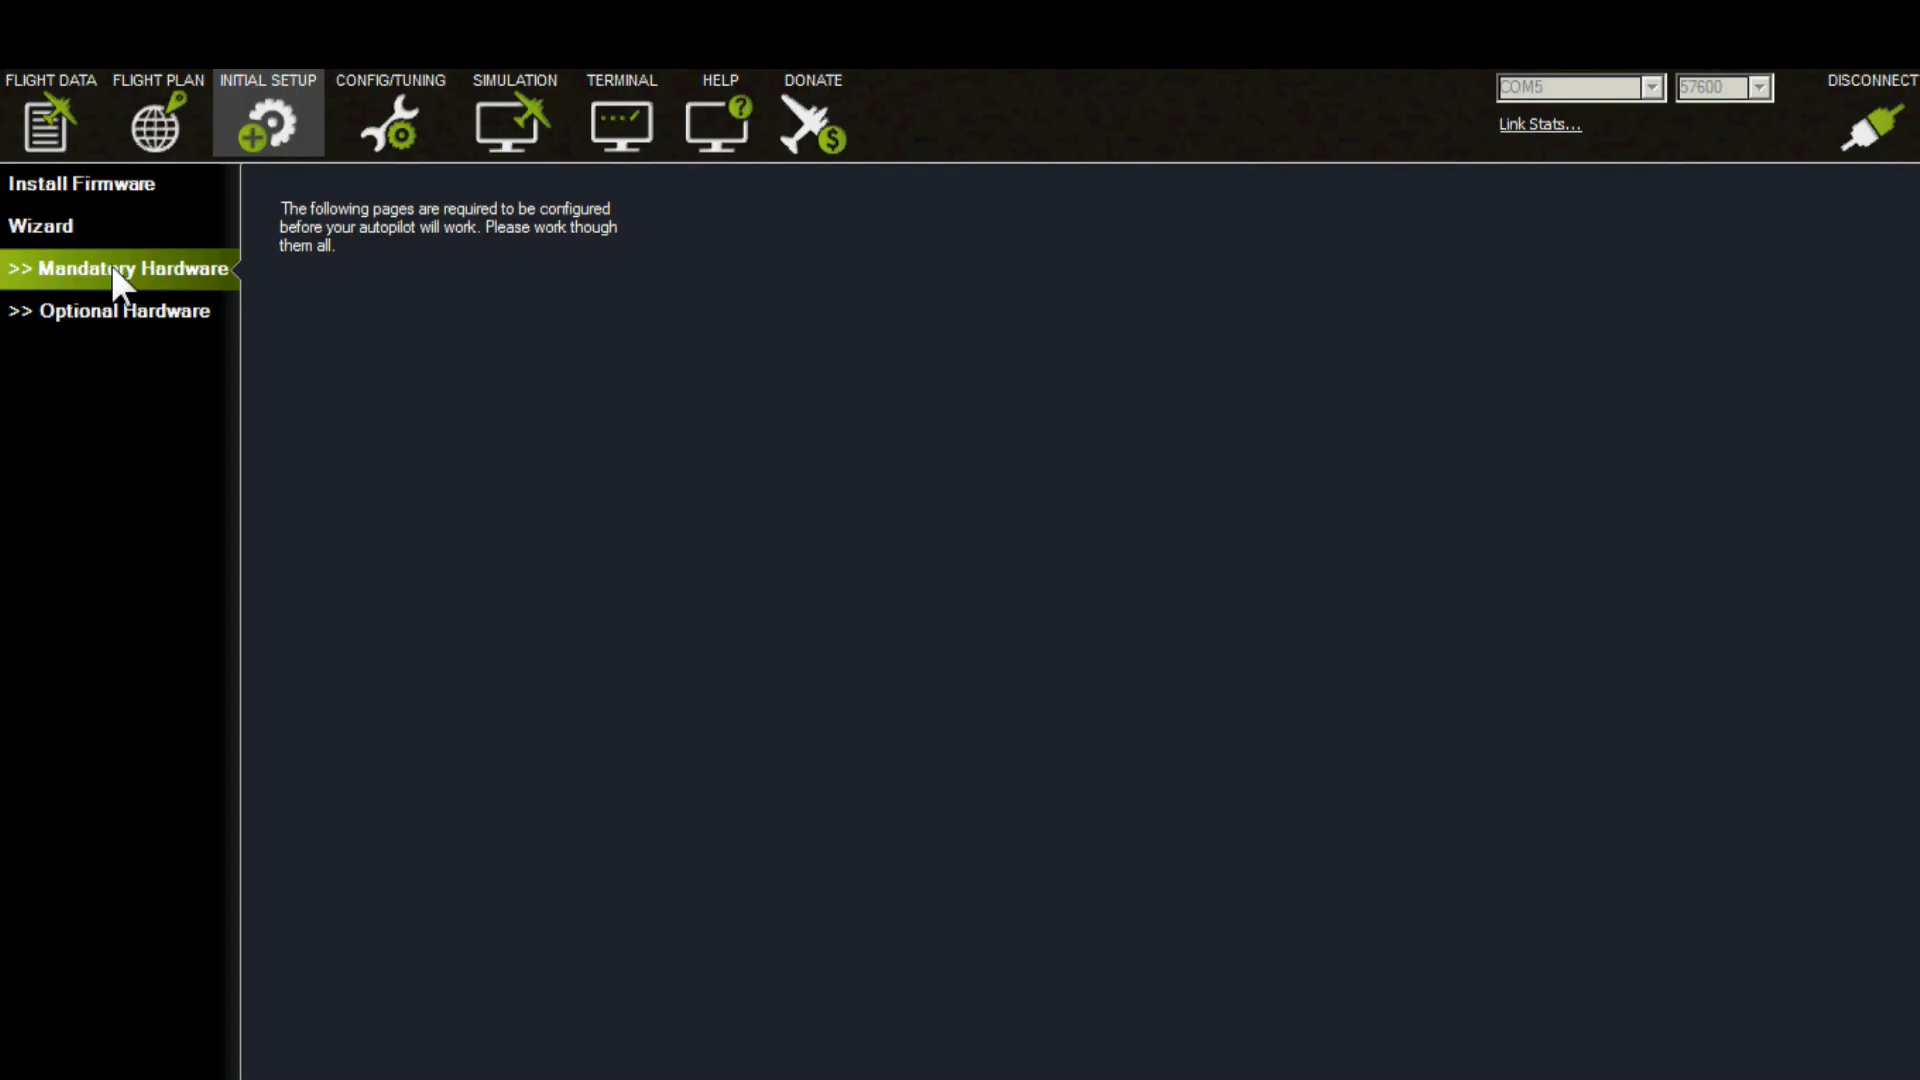 FLIGHT DATA FLIGHT PLAN INITIAL SETUP CONFIG/TUNING SIMULATION TERMINAL HELP DONATE COM5 57600 DISCONNECT
Link Stats...
Install Firmware
Wizard
>> Mandatory Hardware
>> Optional Hardware
The following pages are required to be configured
before your autopilot will work. Please work though
them all.